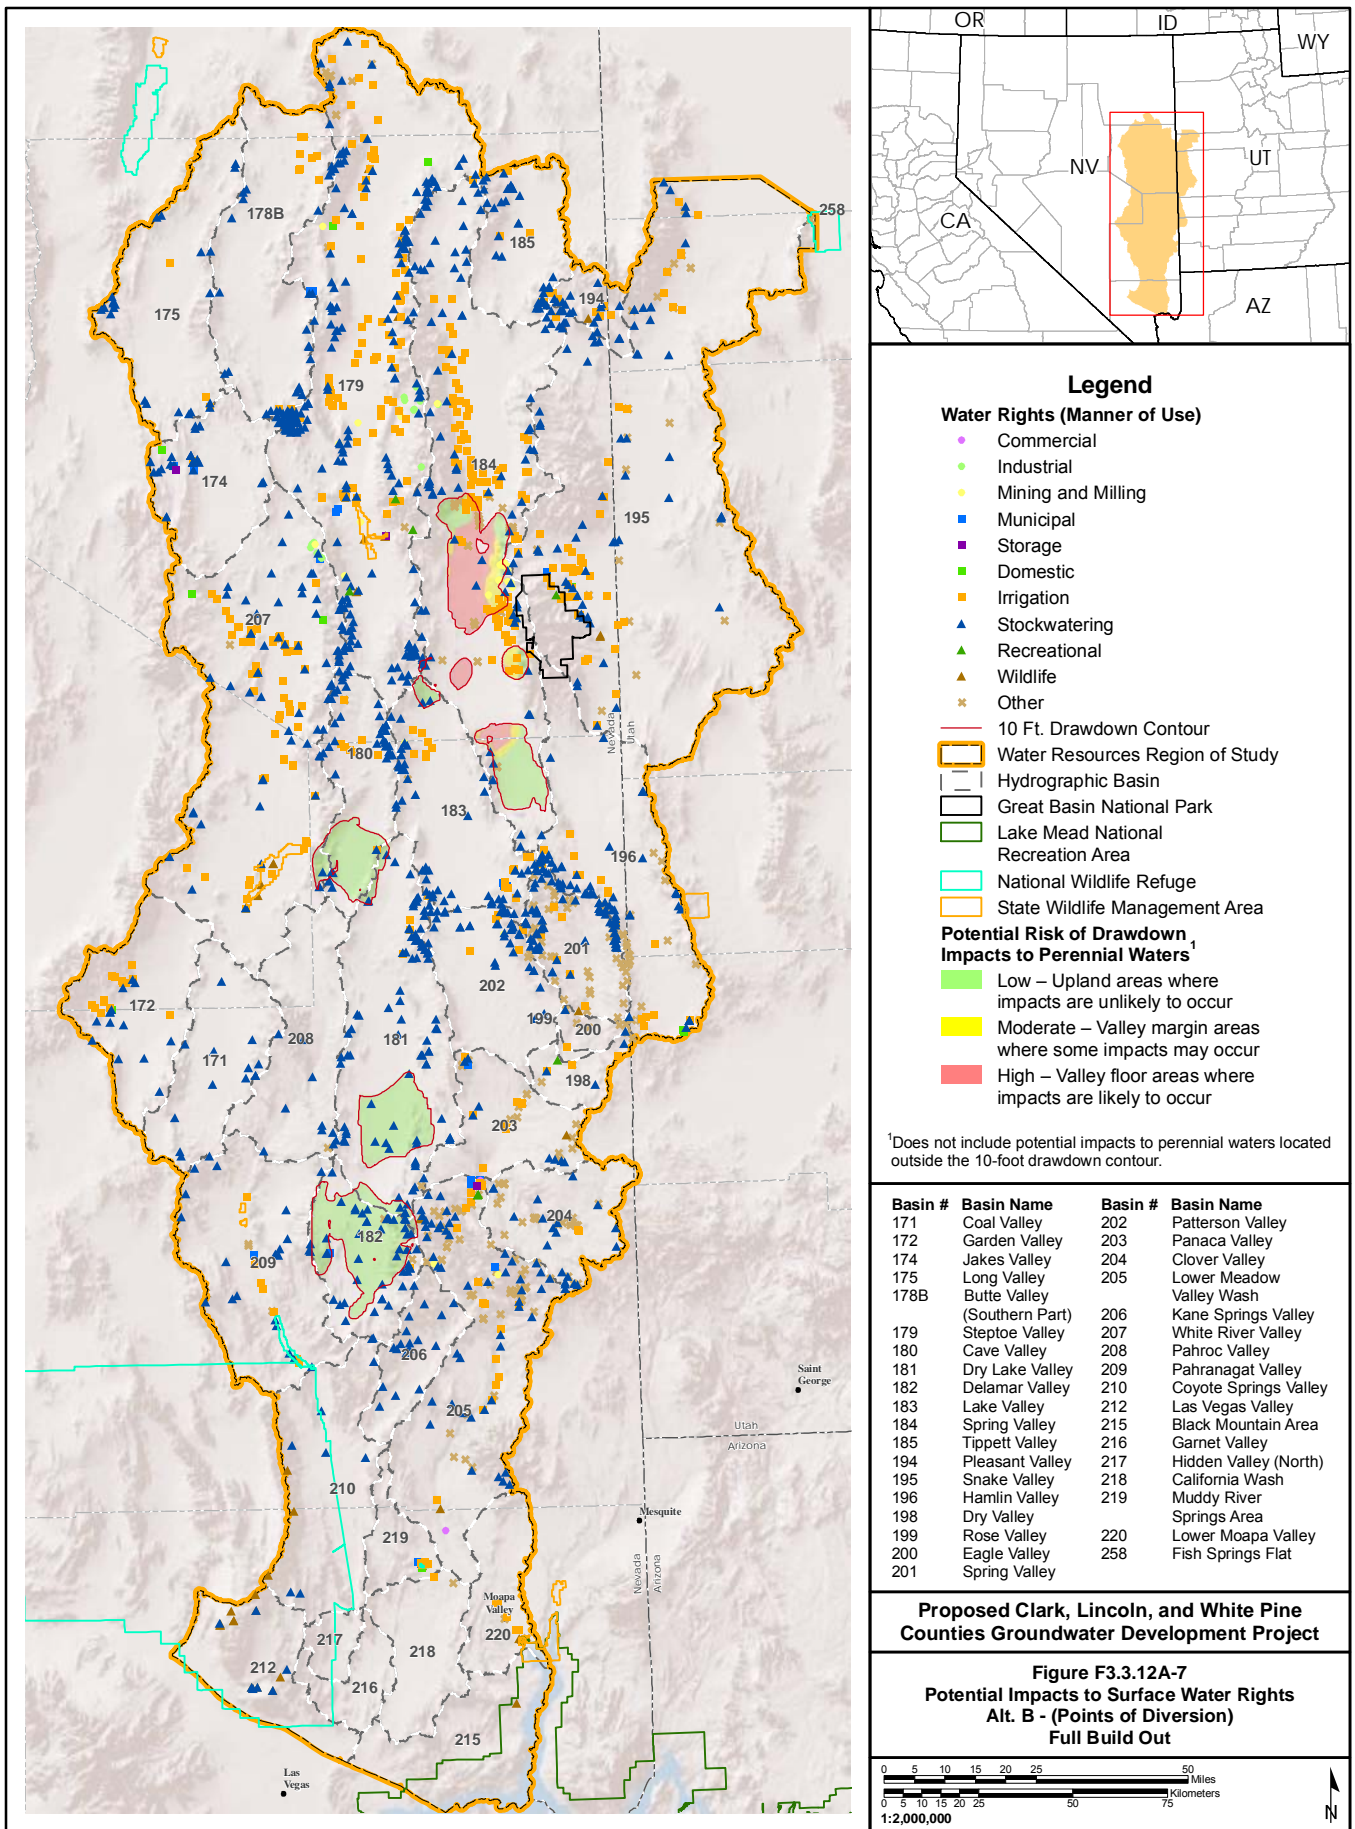 258
178B
185
175
194
179
174
184
195
207
180
183
196
201
202
172
199
200
208
181
171
198
203
204
182
209
206
205
210
219
220
217
218
212
216
215
Nevada
Utah
Saint
George
Utah
Arizona
Mesquite
Nevada
Arizona
Moapa
Valley
Las
Vegas
OR
ID
WY
NV
UT
CA
AZ
Legend
Water Rights (Manner of Use)
Commercial
Industrial
Mining and Milling
Municipal
Storage
Domestic
Irrigation
Stockwatering
Recreational
Wildlife
Other
10 Ft. Drawdown Contour
Water Resources Region of Study
Hydrographic Basin
Great Basin National Park
Lake Mead National
Recreation Area
National Wildlife Refuge
State Wildlife Management Area
Potential Risk of Drawdown
Impacts to Perennial Waters 1
Low – Upland areas where
impacts are unlikely to occur
Moderate – Valley margin areas
where some impacts may occur
High – Valley floor areas where
impacts are likely to occur
1Does not include potential impacts to perennial waters located
outside the 10-foot drawdown contour.
Basin # Basin Name Basin # Basin Name
171 Coal Valley 202 Patterson Valley
172 Garden Valley 203 Panaca Valley
174 Jakes Valley 204 Clover Valley
175 Long Valley 205 Lower Meadow
178B Butte Valley Valley Wash
(Southern Part) 206 Kane Springs Valley
179 Steptoe Valley 207 White River Valley
180 Cave Valley 208 Pahroc Valley
181 Dry Lake Valley 209 Pahranagat Valley
182 Delamar Valley 210 Coyote Springs Valley
183 Lake Valley 212 Las Vegas Valley
184 Spring Valley 215 Black Mountain Area
185 Tippett Valley 216 Garnet Valley
194 Pleasant Valley 217 Hidden Valley (North)
195 Snake Valley 218 California Wash
196 Hamlin Valley 219 Muddy River
198 Dry Valley Springs Area
199 Rose Valley 220 Lower Moapa Valley
200 Eagle Valley 258 Fish Springs Flat
201 Spring Valley
Proposed Clark, Lincoln, and White Pine
Counties Groundwater Development Project
Figure F3.3.12A-7
Potential Impacts to Surface Water Rights
Alt. B - (Points of Diversion)
Full Build Out
0 5 10 15 20 25 50
Miles
Kilometers
0 5 10 15 20 25 50 75
1:2,000,000
N